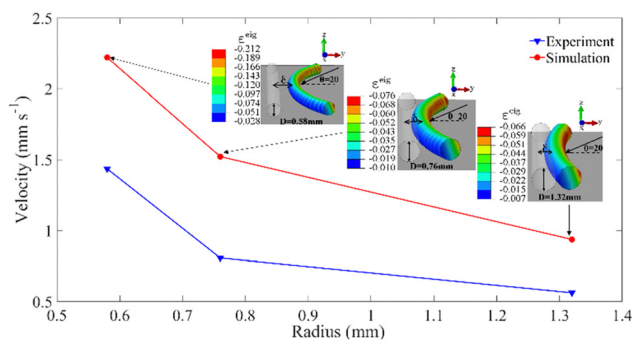 2.5
2
1.5
1
0.5
0.5
0.6
0.7
0.8
0.9
1
1.1
1.2
1.3
1.4
Velocity (mm s⁻¹)
Radius (mm)
Experiment
Simulation
ε^eig
-0.212
-0.189
-0.166
-0.143
-0.120
-0.097
-0.074
-0.051
-0.028
z
y
δ
θ=20
D=0.58mm
ε^eig
-0.076
-0.068
-0.060
-0.052
-0.043
-0.035
-0.027
-0.019
-0.010
z
x
y
δ
θ 20
D=0.76mm
ε^eig
-0.066
-0.059
-0.051
-0.044
-0.037
-0.029
-0.022
-0.015
-0.007
z
x
y
δ
θ=20
D=1.32mm